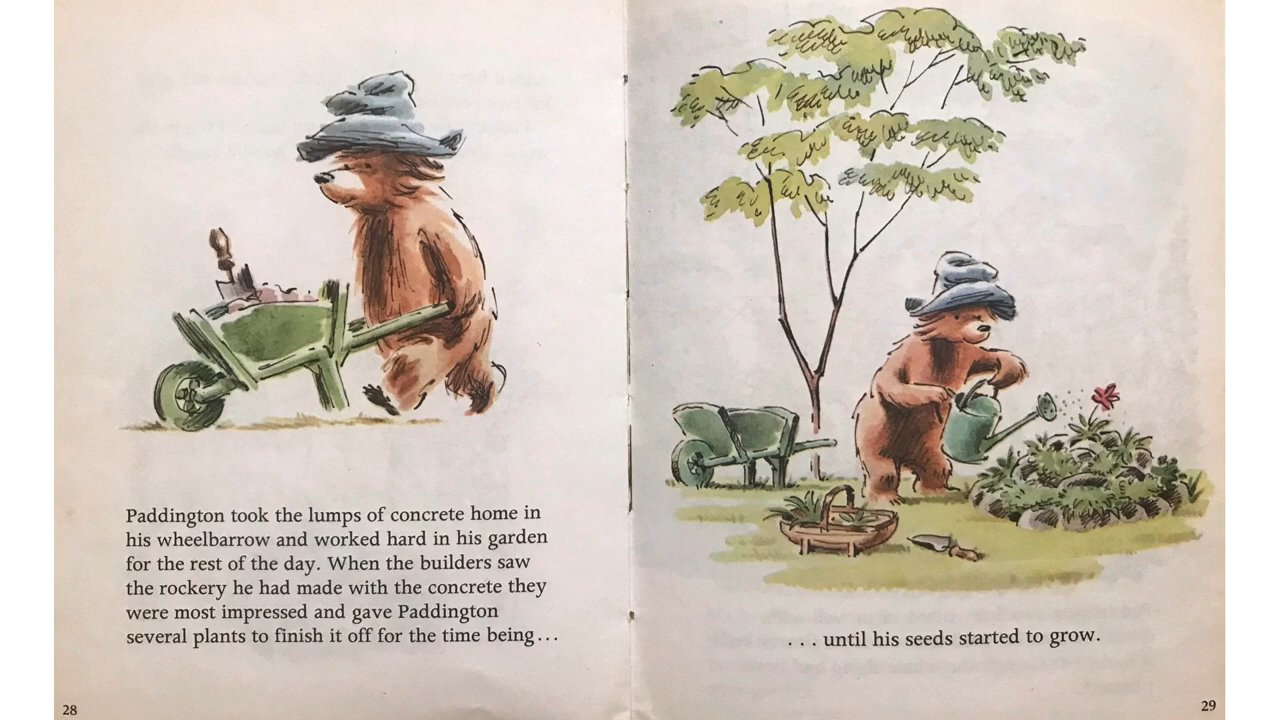 Paddington took the lumps of concrete home in
his wheelbarrow and worked hard in his garden
for the rest of the day. When the builders saw
the rockery he had made with the concrete they
were most impressed and gave Paddington
several plants to finish it off for the time being...
28
. . . until his seeds started to grow.
29